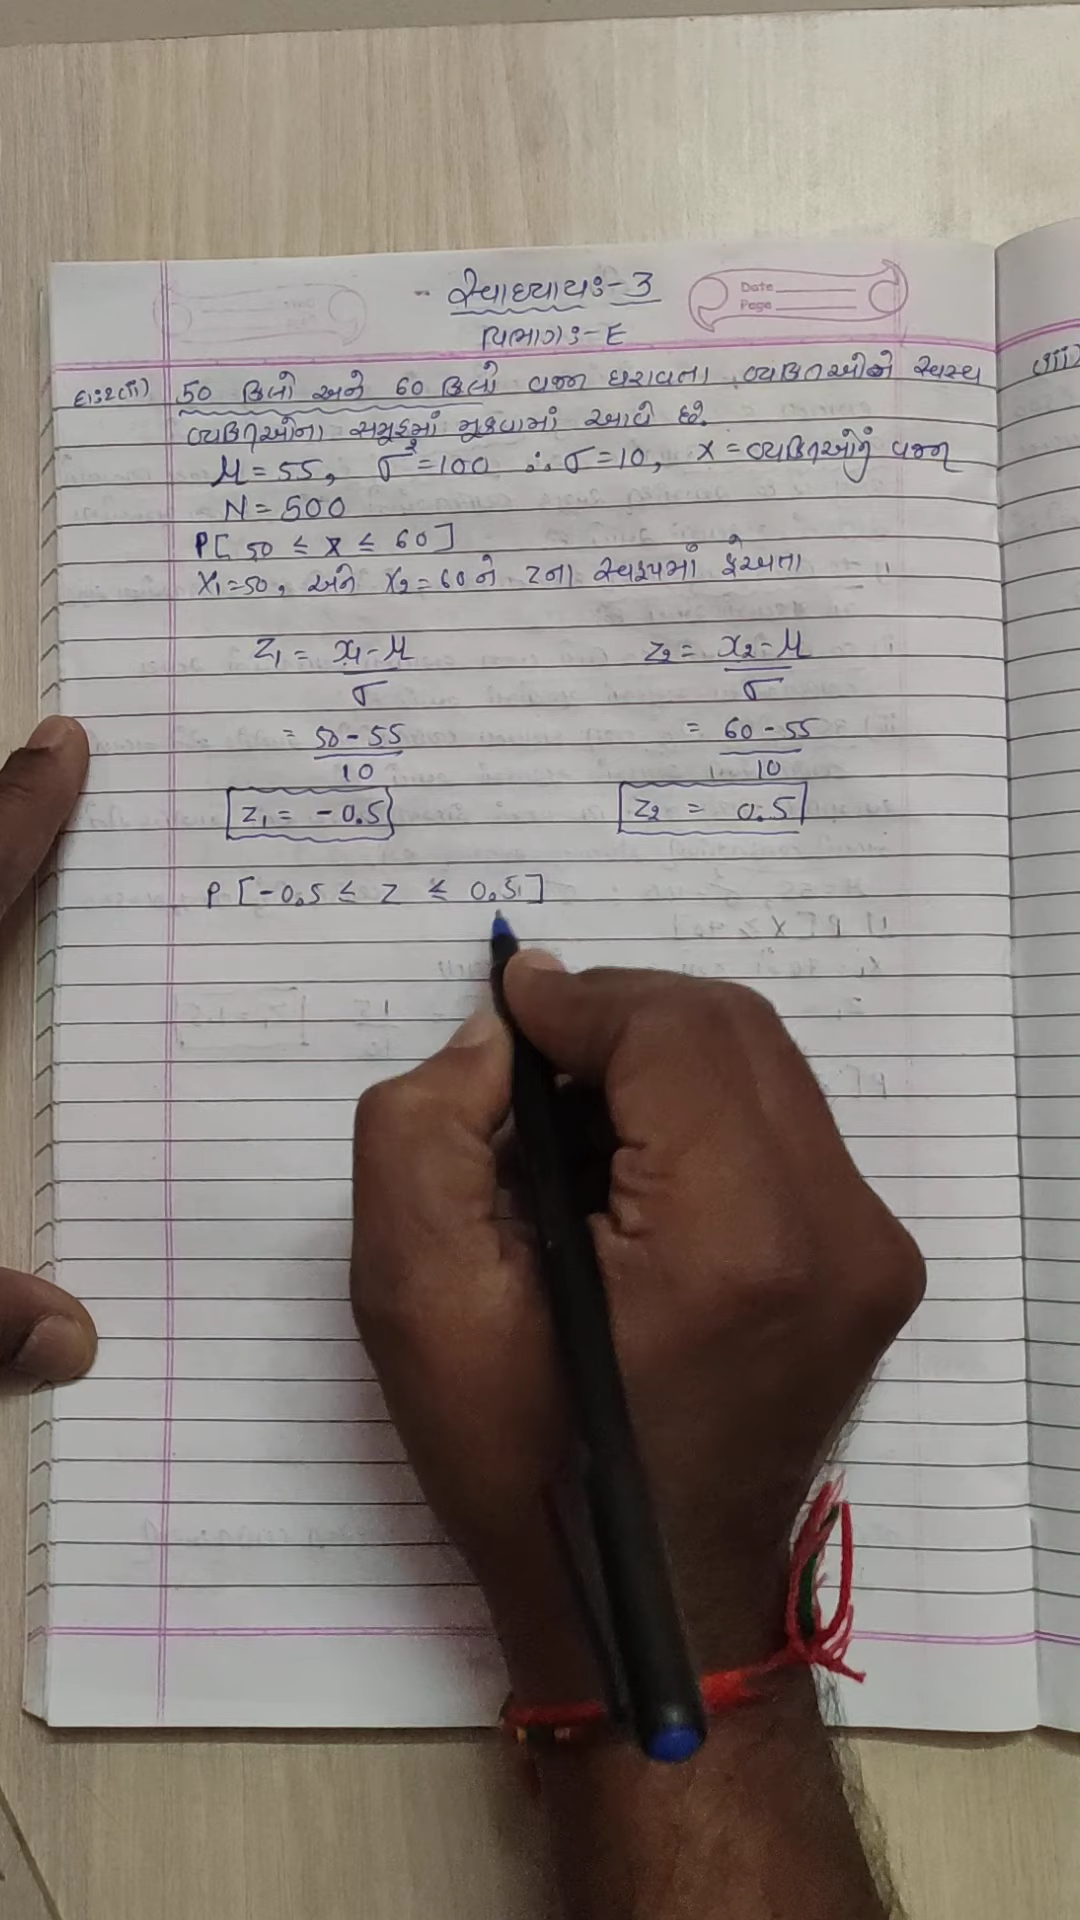 સ્વાધ્યાયઃ-3
Date
Page
વિભાગઃ-E
દાઃ2(ii) 50 કિલો અને 60 કિલો વજન ધરાવતા વ્યક્તિઓને સ્વસ્થ
વ્યક્તિઓના સમુહમાં મુકવામાં આવે છે.
μ = 55, σ² = 100 ∴ σ = 10, x = વ્યક્તિઓનું વજન
N = 500
P[ 50 ≤ x ≤ 60 ]
x₁ = 50, અને x₂ = 60 ને zના સ્વરૂપમાં ફેરવતા
z₁ = x₁ - μ / σ z₂ = x₂ - μ / σ
= 50 - 55 / 10 = 60 - 55 / 10
z₁ = - 0.5 z₂ = 0.5
P [ -0.5 ≤ z ≤ 0.5 ]
(iii)